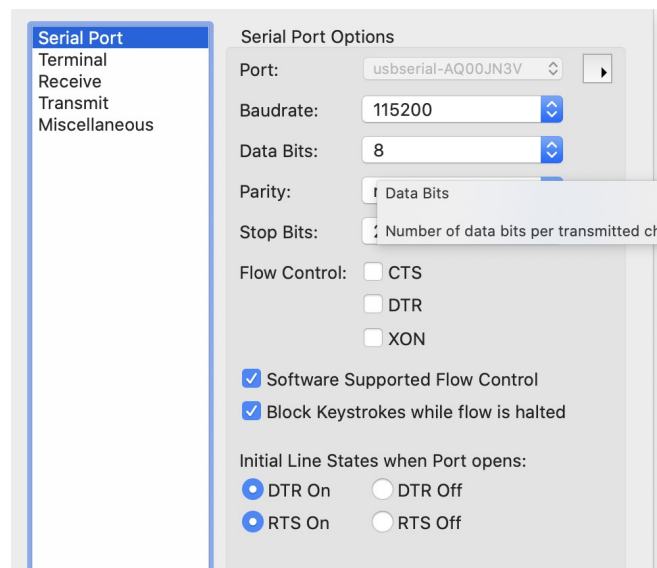 Serial Port
Terminal
Receive
Transmit
Miscellaneous
Serial Port Options
Port: usbserial-AQ00JN3V
Baudrate: 115200
Data Bits: 8
Parity:
Data Bits
Stop Bits:
Number of data bits per transmitted
Flow Control: CTS
DTR
XON
Software Supported Flow Control
Block Keystrokes while flow is halted
Initial Line States when Port opens:
DTR On DTR Off
RTS On RTS Off